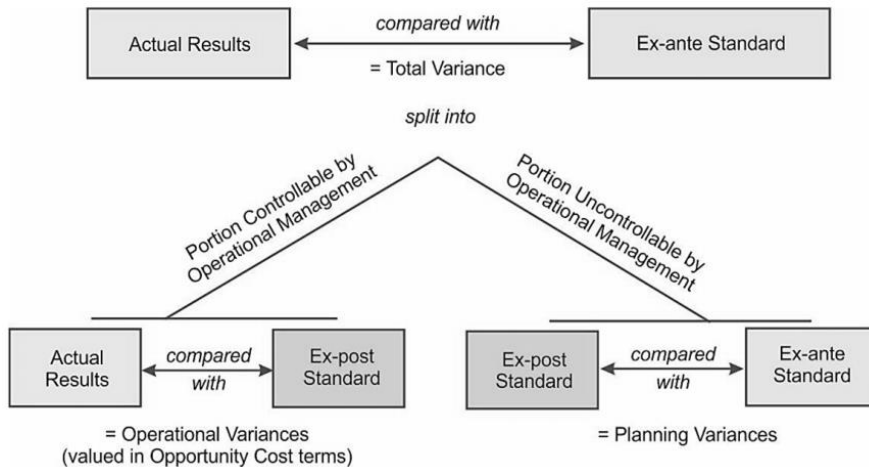 Actual Results
compared with
Ex-ante Standard
= Total Variance
split into
Portion Controllable by
Operational Management
Portion Uncontrollable by
Operational Management
Actual
Results
compared
with
Ex-post
Standard
Ex-post
Standard
compared
with
Ex-ante
Standard
= Operational Variances
(valued in Opportunity Cost terms)
= Planning Variances